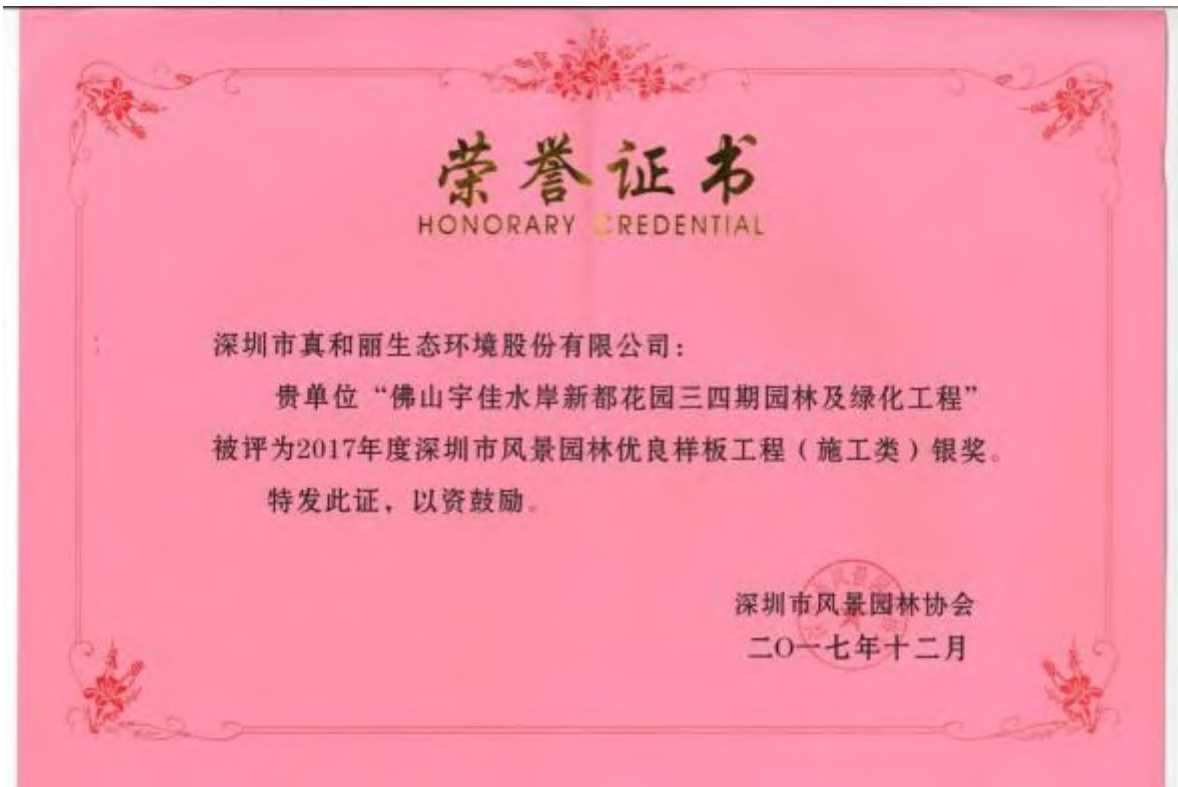 荣誉证书
HONORARY CREDENTIAL
深圳市真和丽生态环境股份有限公司：
贵单位“佛山宇佳水岸新都花园三四期园林及绿化工程”
被评为2017年度深圳市风景园林优良样板工程（施工类）银奖。
特发此证，以资鼓励。
深圳市风景园林协会
二〇一七年十二月